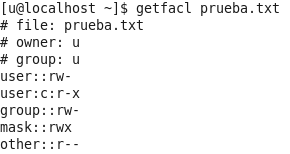 [u@localhost ~]$ getfacl prueba.txt
# file: prueba.txt
# owner: u
# group: u
user::rw-
user:c:r-x
group::rw-
mask::rwx
other::r--